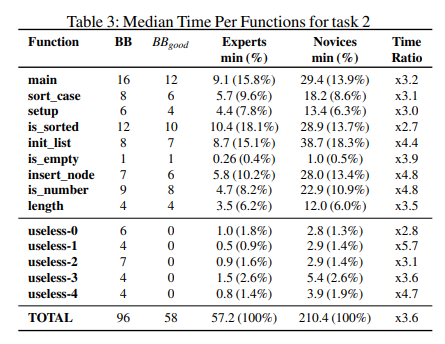 Table 3: Median Time Per Functions for task 2
Function BB BBgood Experts Novices Time
min (%) min (%) Ratio
main 16 12 9.1 (15.8%) 29.4 (13.9%) x3.2
sort_case 8 6 5.7 (9.6%) 18.2 (8.6%) x3.1
setup 6 4 4.4 (7.8%) 13.4 (6.3%) x3.0
is_sorted 12 10 10.4 (18.1%) 28.9 (13.7%) x2.7
init_list 8 7 8.7 (15.1%) 38.7 (18.3%) x4.4
is_empty 1 1 0.26 (0.4%) 1.0 (0.5%) x3.9
insert_node 7 6 5.8 (10.2%) 28.0 (13.4%) x4.8
is_number 9 8 4.7 (8.2%) 22.9 (10.9%) x4.8
length 4 4 3.5 (6.2%) 12.0 (6.0%) x3.5
useless-0 6 0 1.0 (1.8%) 2.8 (1.3%) x2.8
useless-1 4 0 0.5 (0.9%) 2.9 (1.4%) x5.7
useless-2 7 0 0.9 (1.6%) 2.9 (1.4%) x3.1
useless-3 4 0 1.5 (2.6%) 5.4 (2.6%) x3.6
useless-4 4 0 0.8 (1.4%) 3.9 (1.9%) x4.7
TOTAL 96 58 57.2 (100%) 210.4 (100%) x3.6